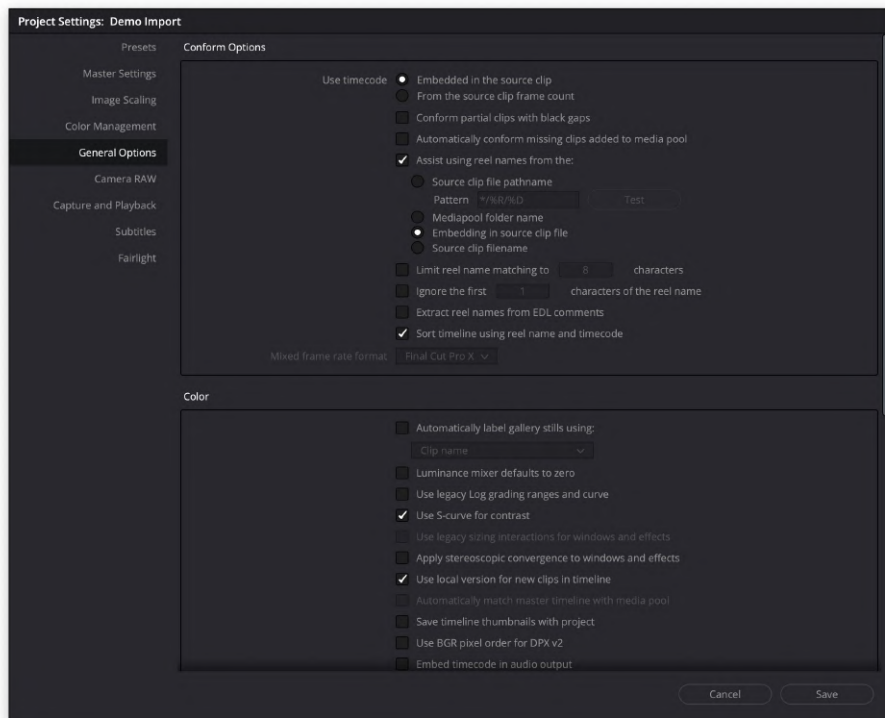 Project Settings: Demo Import
Presets
Master Settings
Image Scaling
Color Management
General Options
Camera RAW
Capture and Playback
Subtitles
Fairlight
Conform Options
Use timecode Embedded in the source clip
From the source clip frame count
Conform partial clips with black gaps
Automatically conform missing clips added to media pool
Assist using reel names from the:
Source clip file pathname
Pattern */%R/%D Test
Mediapool folder name
Embedding in source clip file
Source clip filename
Limit reel name matching to 8 characters
Ignore the first 1 characters of the reel name
Extract reel names from EDL comments
Sort timeline using reel name and timecode
Mixed frame rate format Final Cut Pro X
Color
Automatically label gallery stills using:
Clip name
Luminance mixer defaults to zero
Use legacy Log grading ranges and curve
Use S-curve for contrast
Use legacy sizing interactions for windows and effects
Apply stereoscopic convergence to windows and effects
Use local version for new clips in timeline
Automatically match master timeline with media pool
Save timeline thumbnails with project
Use BGR pixel order for DPX v2
Embed timecode in audio output
Cancel Save